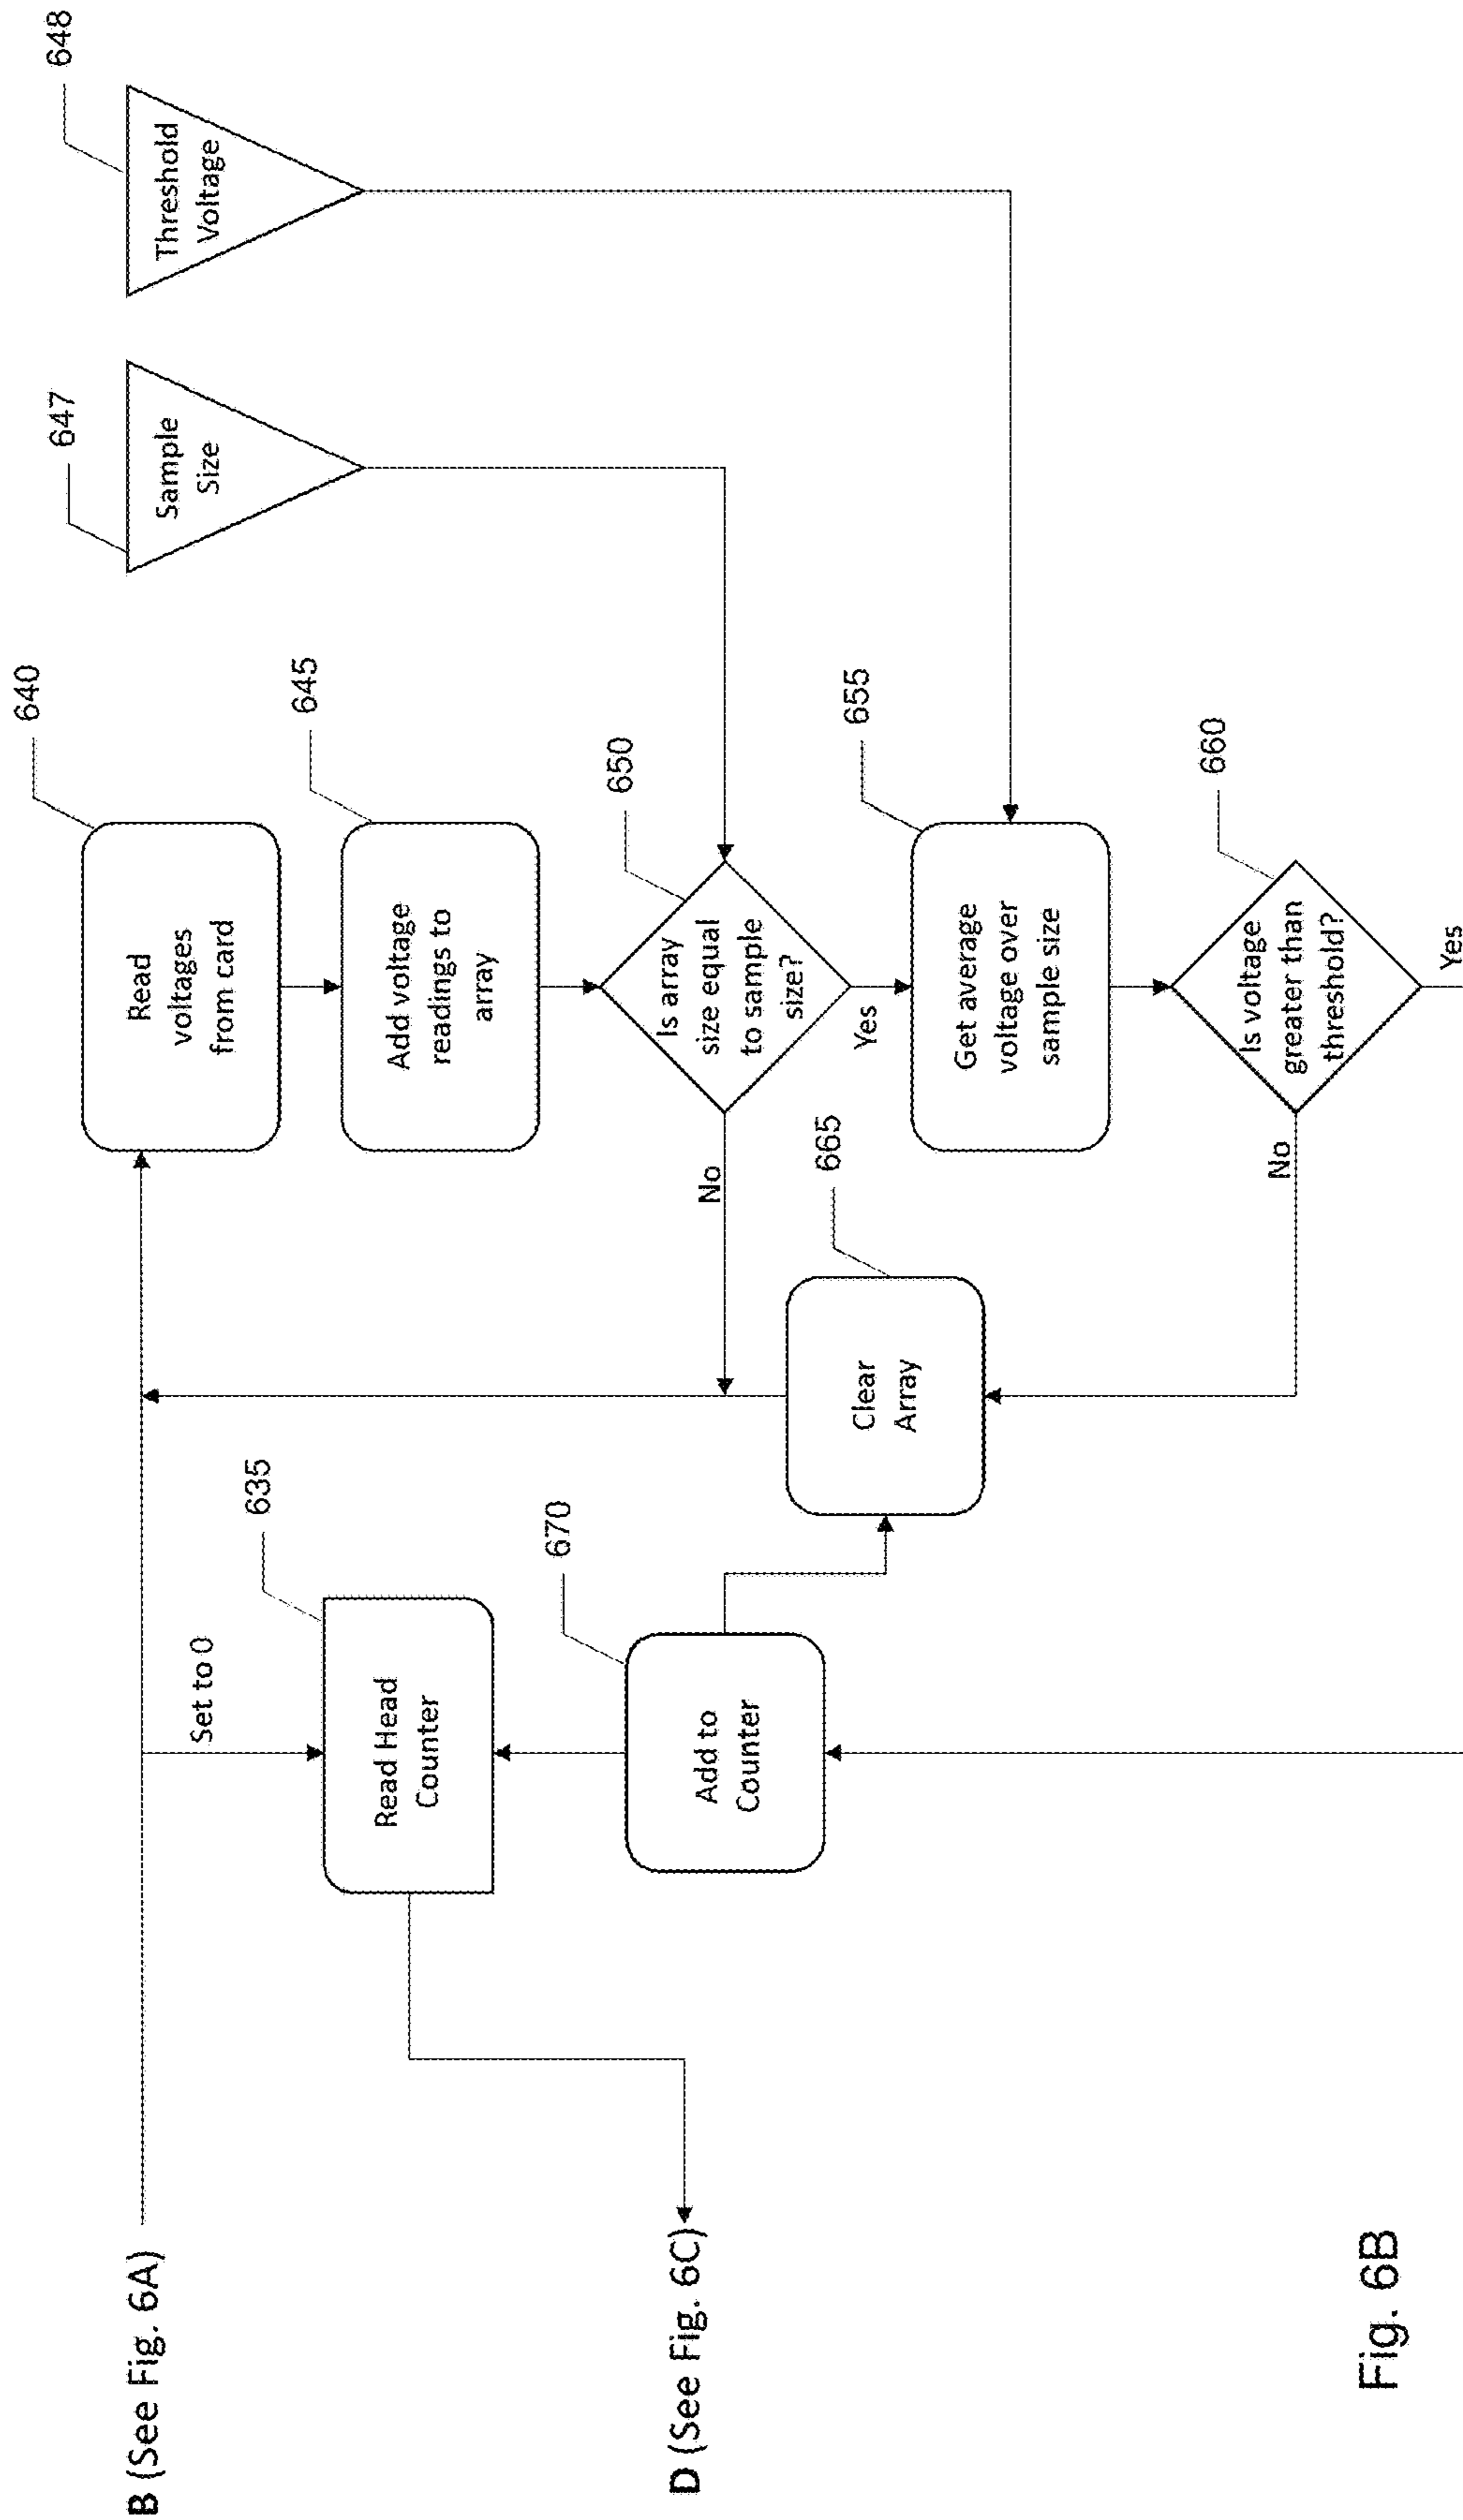 B (See Fig. 6A)
Set to 0
635
Read Head
Counter
D (See Fig. 6C)
670
Add to
Counter
665
Clear
Array
640
Read
voltages
from card
645
Add voltage
readings to
array
647
Sample
Size
648
Threshold
Voltage
650
Is array
size equal
to sample
size?
No
Yes
655
Get average
voltage over
sample size
660
Is voltage
greater than
threshold?
No
Yes
Fig. 6B